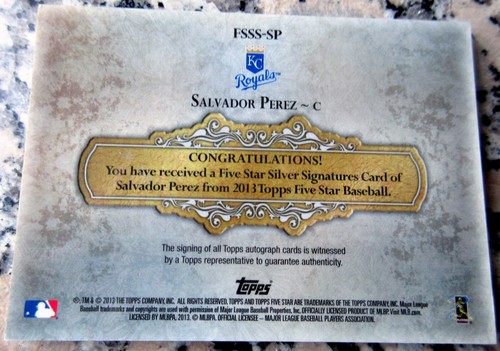 FSSS-SP
KC
Royals
SALVADOR PEREZ ~ C
CONGRATULATIONS!
You have received a Five Star Silver Signatures Card of
Salvador Perez from 2013 Topps Five Star Baseball.
The signing of all Topps autograph cards is witnessed
by a Topps representative to guarantee authenticity.
Topps
®, TM & © 2013 THE TOPPS COMPANY, INC. ALL RIGHTS RESERVED. TOPPS AND TOPPS FIVE STAR ARE TRADEMARKS OF THE TOPPS COMPANY, INC. Major League
Baseball trademarks and copyrights are used with permission of Major League Baseball Properties, Inc. OFFICIALLY LICENSED PRODUCT OF MLBP. Visit MLB.com.
LICENSED BY MLBPA, 2013. © MLBPA. OFFICIAL LICENSEE – MAJOR LEAGUE BASEBALL PLAYERS ASSOCIATION.